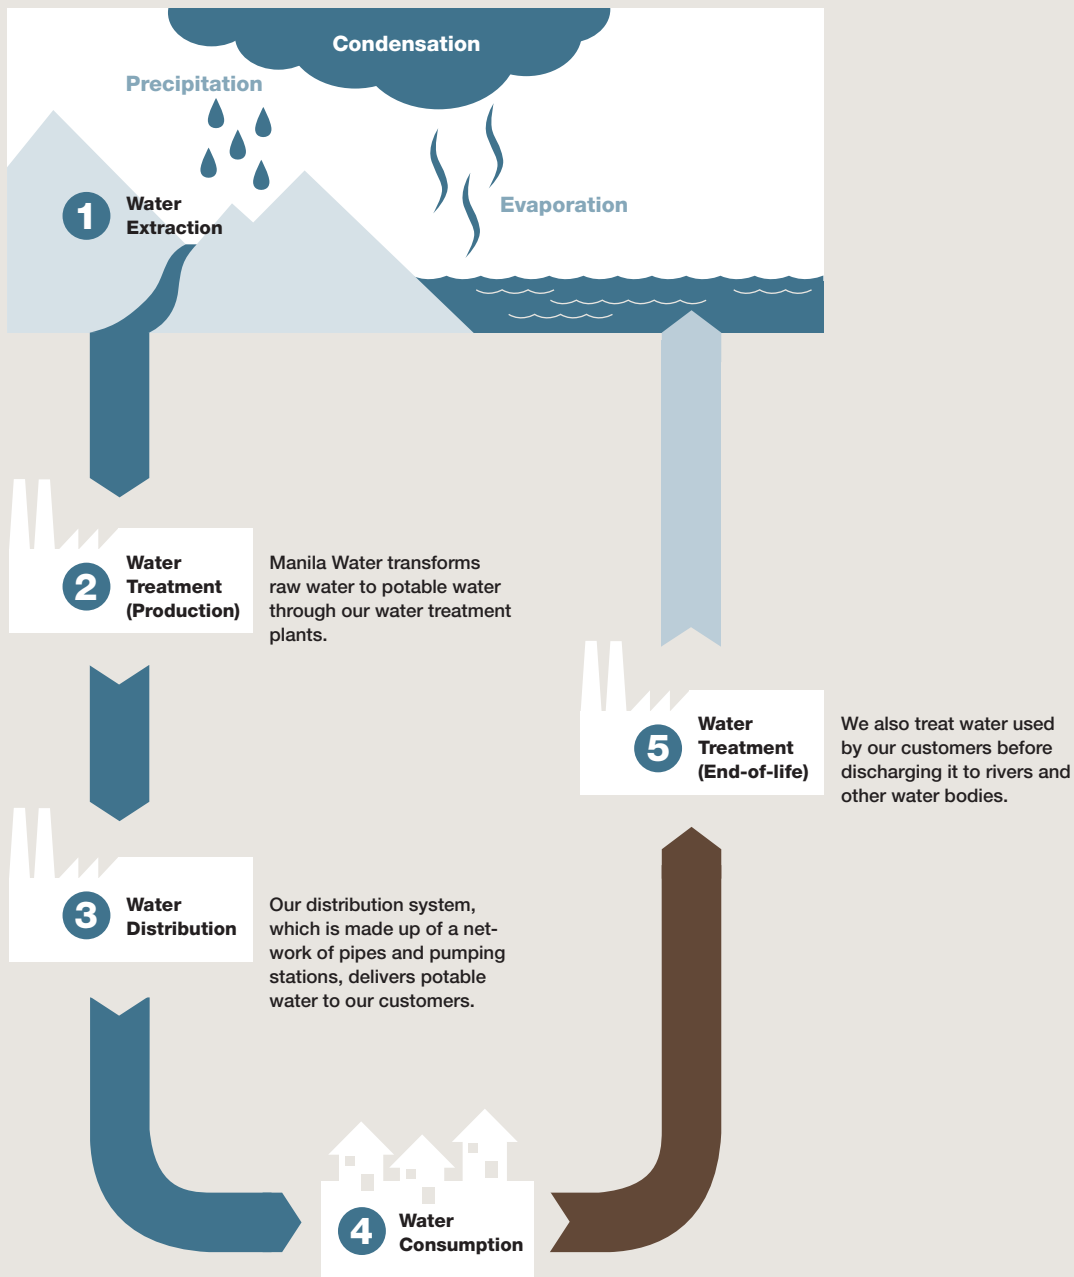 Condensation
Precipitation
Evaporation
1
Water
Extraction
2
Water
Treatment
(Production)
Manila Water transforms
raw water to potable water
through our water treatment
plants.
3
Water
Distribution
Our distribution system,
which is made up of a net-
work of pipes and pumping
stations, delivers potable
water to our customers.
4
Water
Consumption
5
Water
Treatment
(End-of-life)
We also treat water used
by our customers before
discharging it to rivers and
other water bodies.